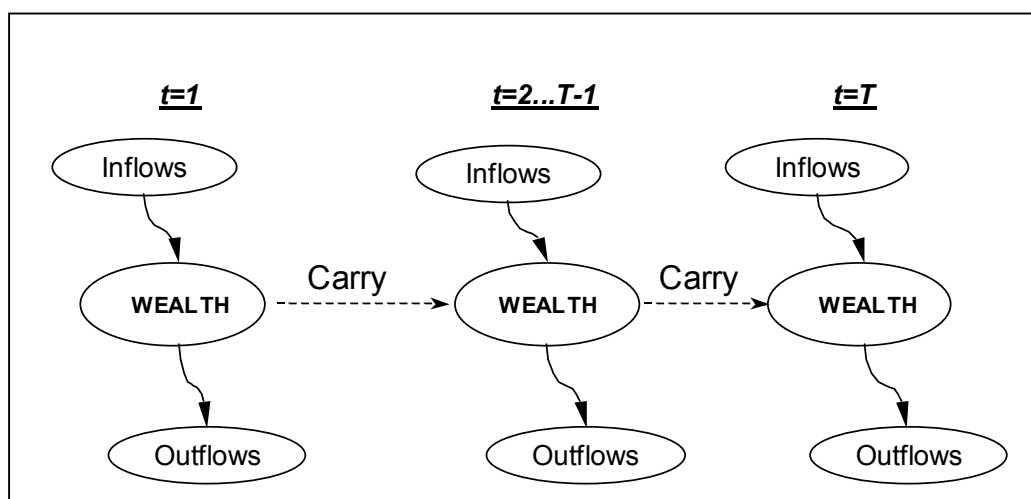 t=1 t=2...T-1 t=T
Inflows Inflows Inflows
Carry Carry
WEALTH WEALTH WEALTH
Outflows Outflows Outflows